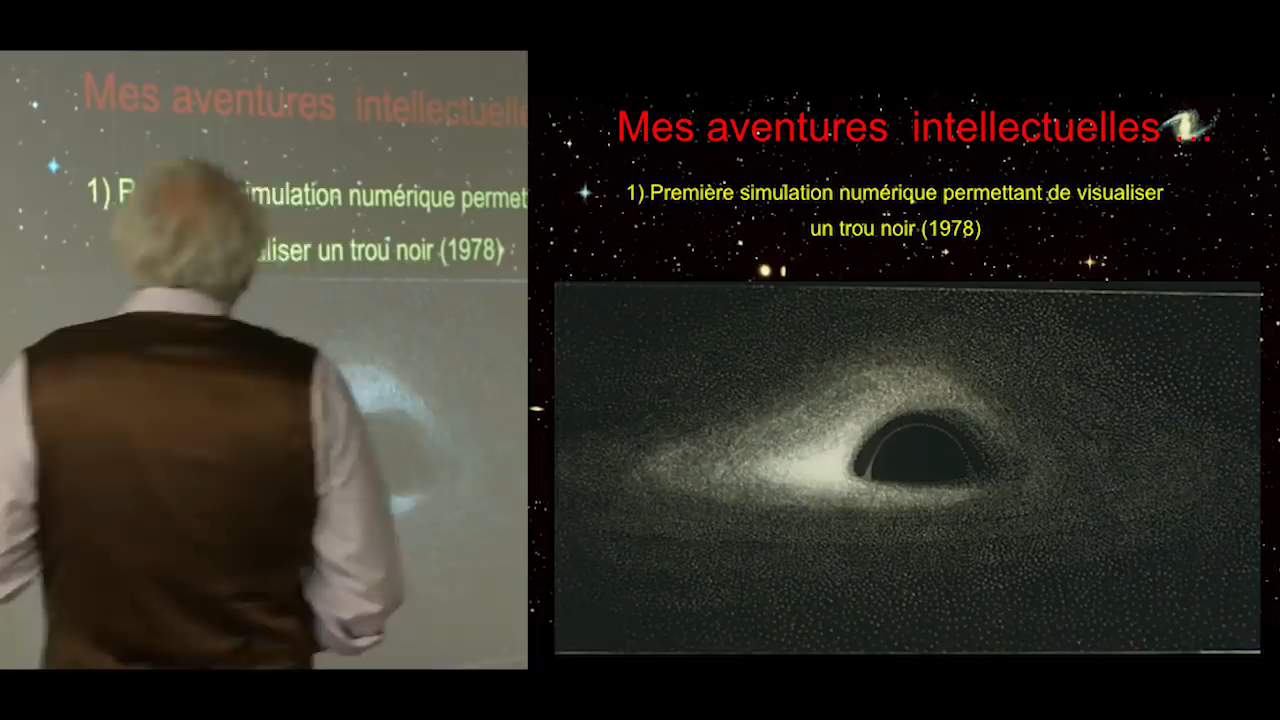 Mes aventures intellectuelle
1) P imulation numérique permet
aliser un trou noir (1978)
Mes aventures intellectuelles ...
1) Première simulation numérique permettant de visualiser
un trou noir (1978)